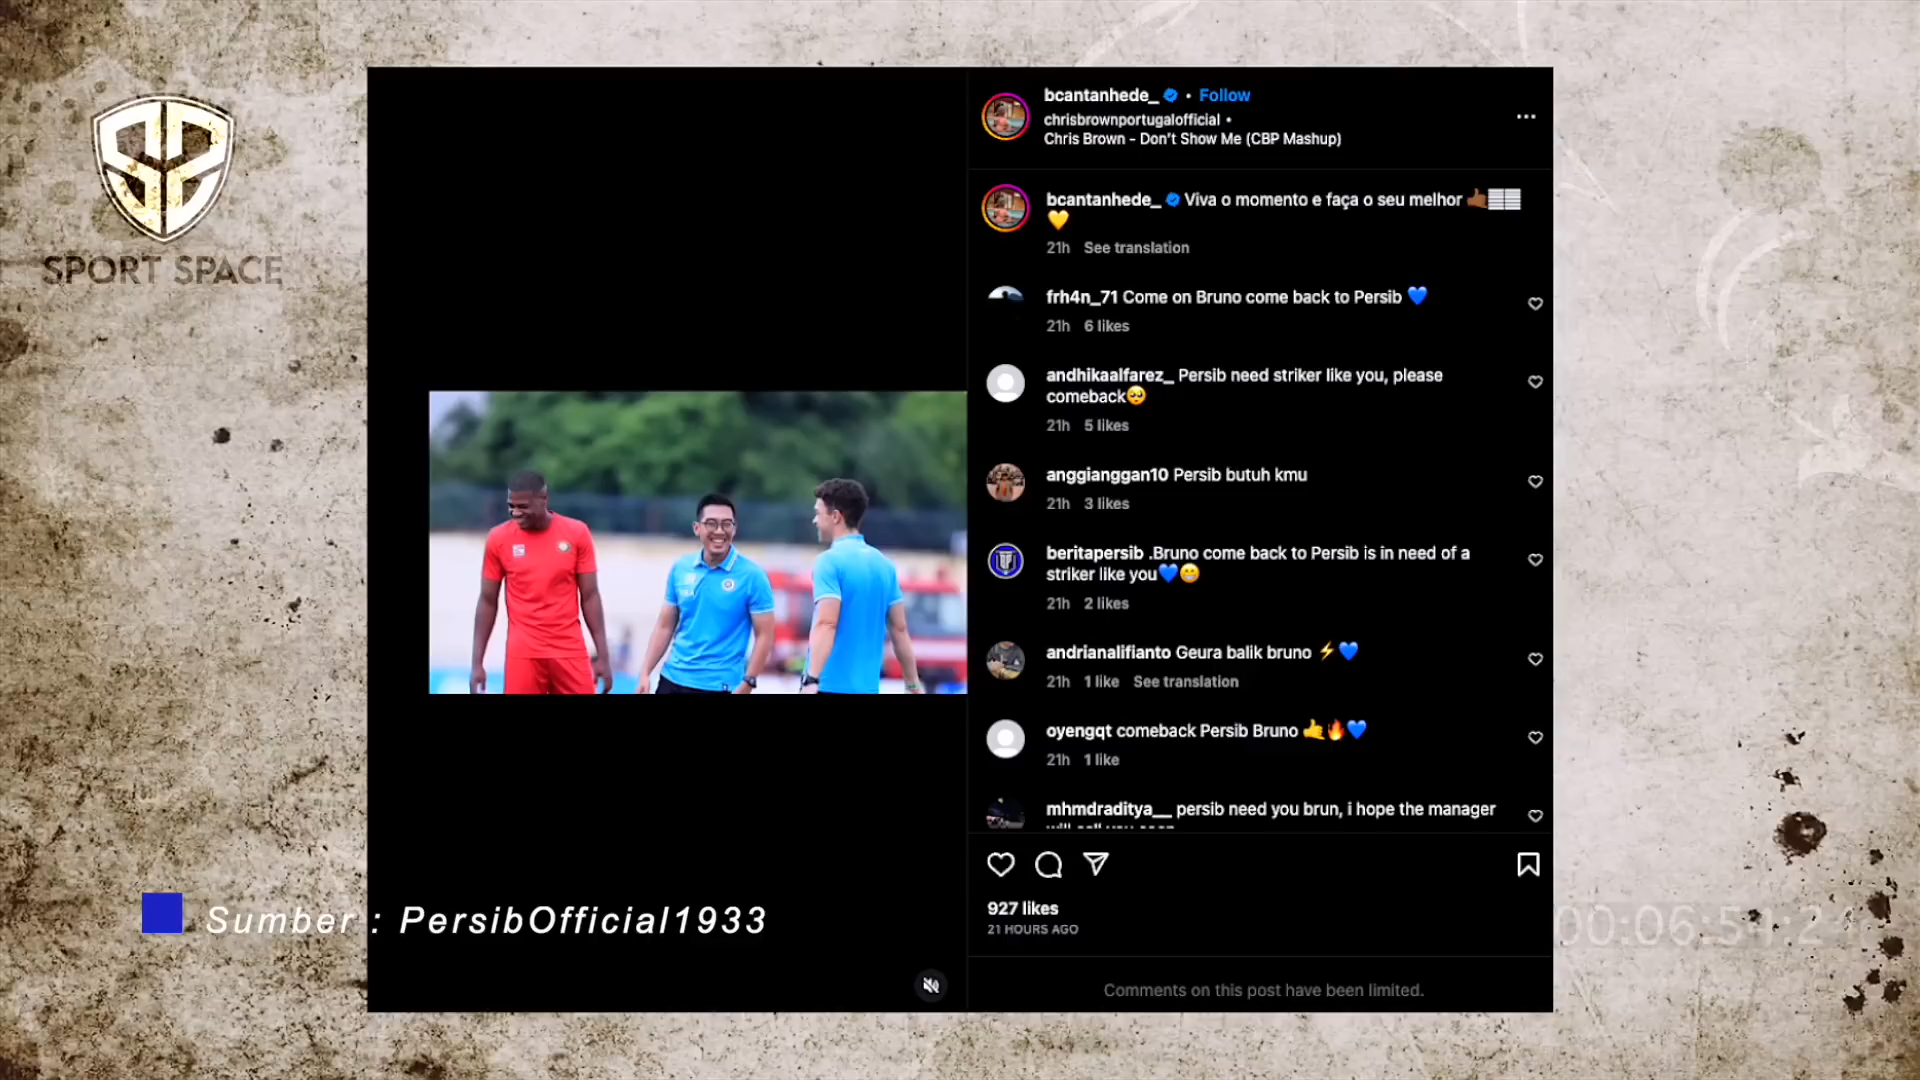 SPORT SPACE
bcantanhede_ • Follow
chrisbrownportugalofficial •
Chris Brown - Don't Show Me (CBP Mashup)
bcantanhede_ Viva o momento e faça o seu melhor 🤙🏾
💛
21h See translation
frh4n_71 Come on Bruno come back to Persib 💙
21h 6 likes
andhikaalfarez_ Persib need striker like you, please
comeback🥺
21h 5 likes
anggianggan10 Persib butuh kmu
21h 3 likes
beritapersib .Bruno come back to Persib is in need of a
striker like you💙😁
21h 2 likes
andrianalifianto Geura balik bruno ⚡💙
21h 1 like See translation
oyengqt comeback Persib Bruno 🤙🔥💙
21h 1 like
mhmdraditya__ persib need you brun, i hope the manager
927 likes
21 HOURS AGO
Comments on this post have been limited.
Sumber : PersibOfficial1933
00:06:54:24